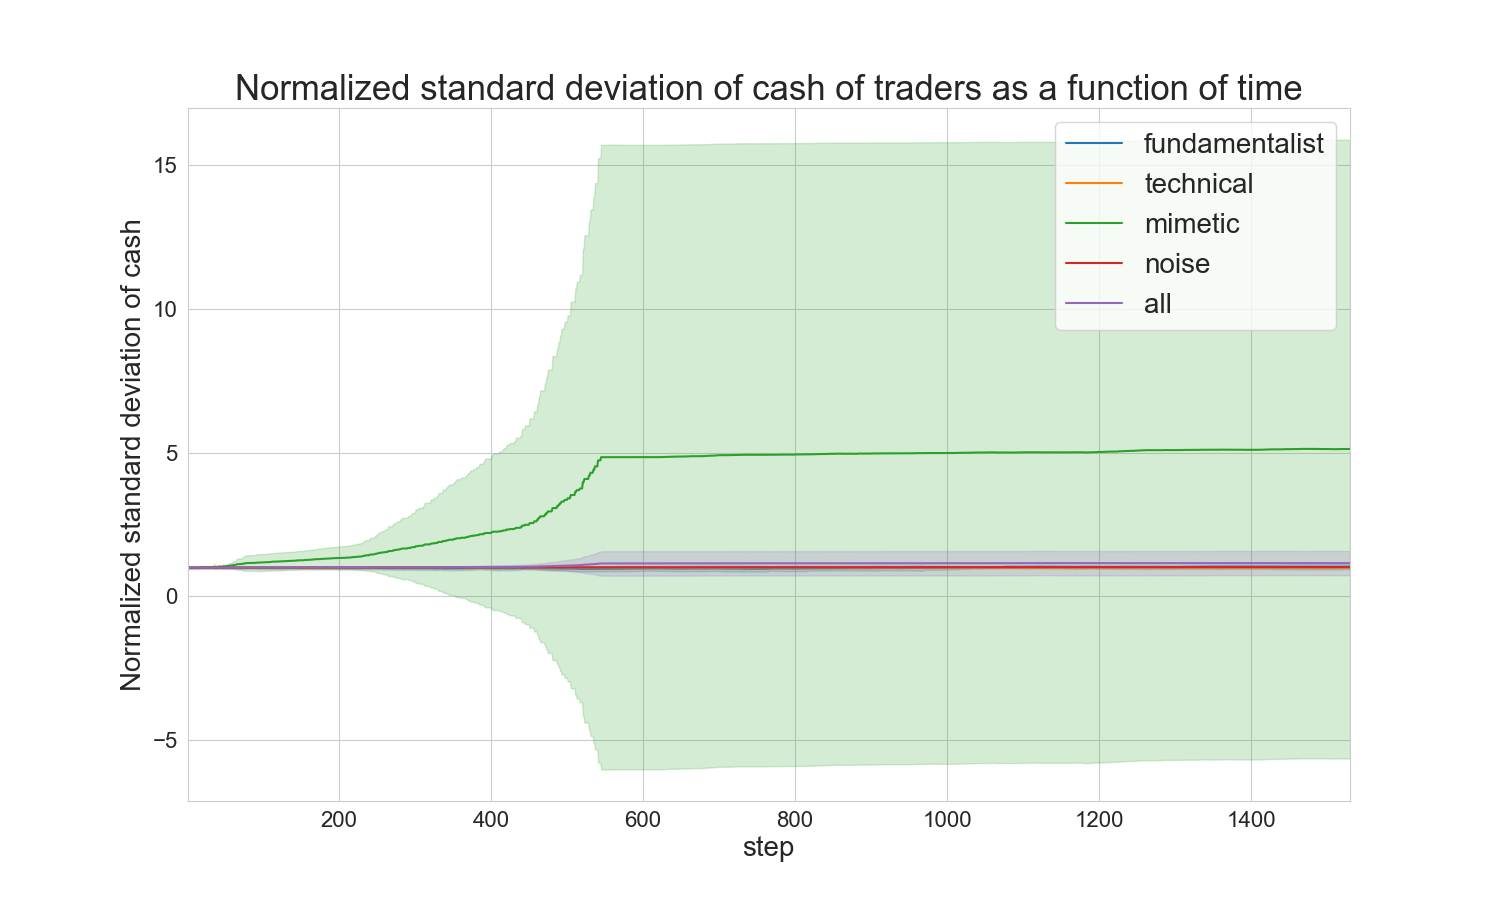 Normalized standard deviation of cash of traders as a function of time
Normalized standard deviation of cash
15
10
5
0
−5
fundamentalist
technical
mimetic
noise
all
200
400
600
800
1000
1200
1400
step